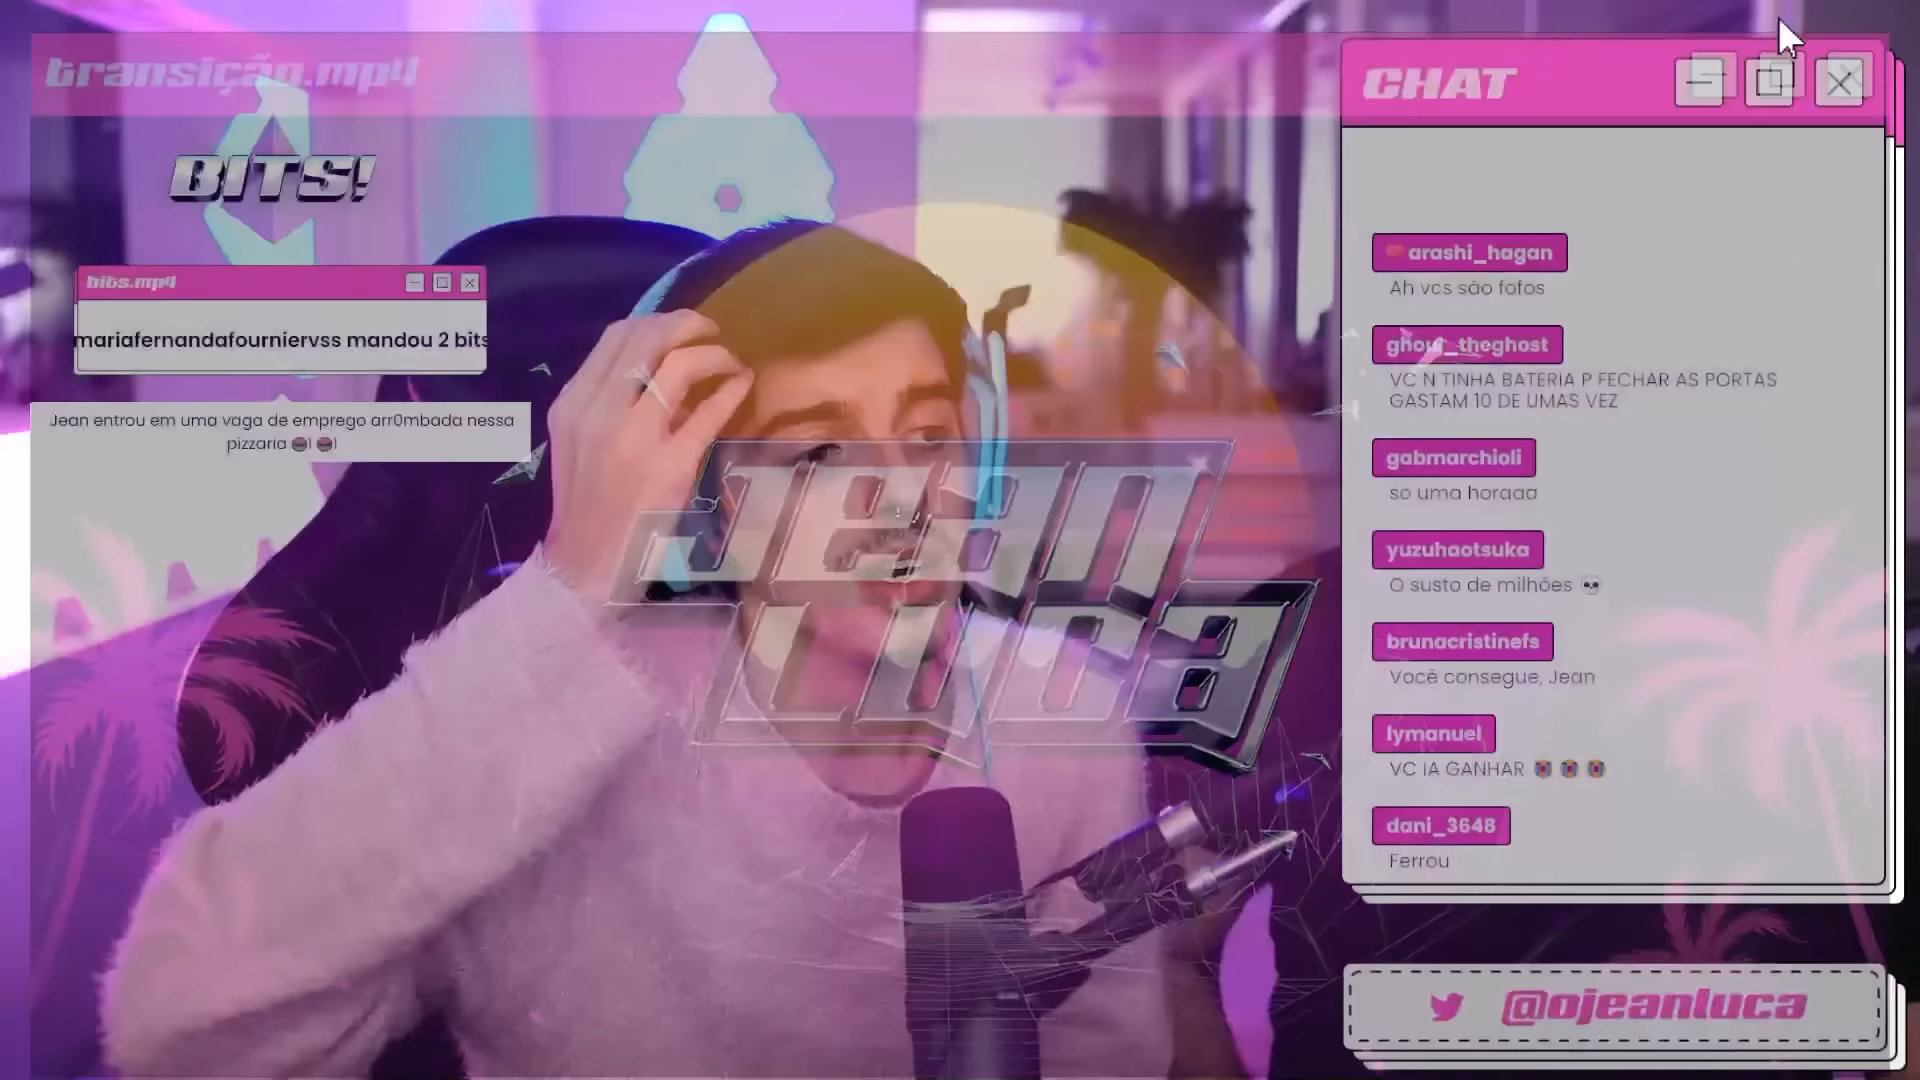 transição.mp4
BITS!
bits.mp4
mariafernandafourniervss mandou 2 bits
Jean entrou em uma vaga de emprego arr0mbada nessa
pizzaria
Jean
Luca
CHAT
arashi_hagan
Ah vcs são fofos
ghour_theghost
VC N TINHA BATERIA P FECHAR AS PORTAS
GASTAM 10 DE UMAS VEZ
gabmarchioli
so uma horaaa
yuzuhaotsuka
O susto de milhões 💀
brunacristinefs
Você consegue, Jean
lymanuel
VC IA GANHAR 😭 😭 😭
dani_3648
Ferrou
@ojeanluca